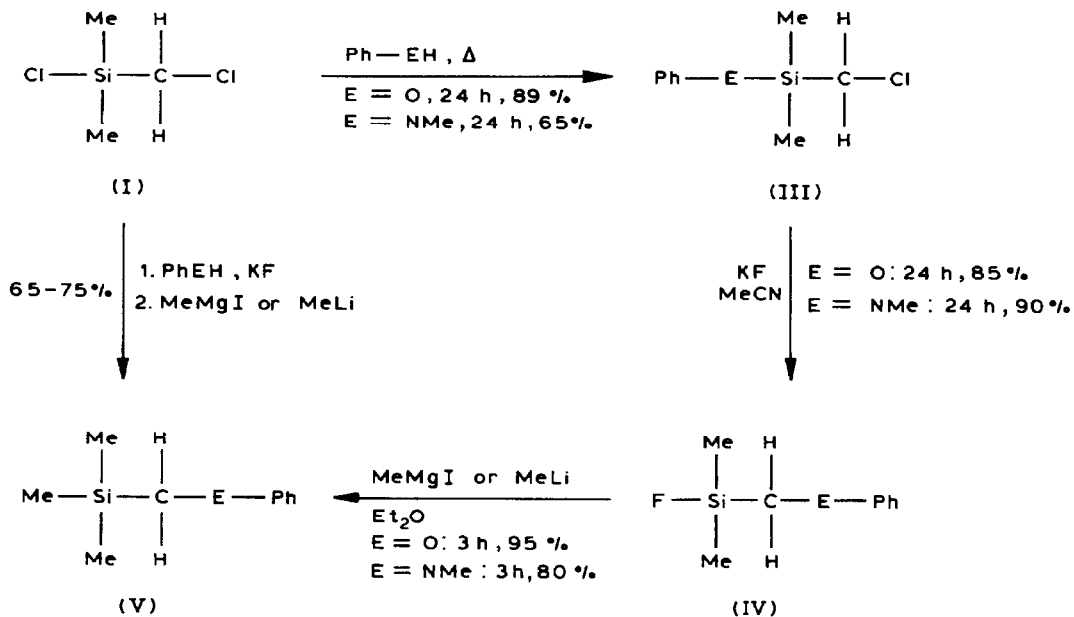 Me H
Cl Si C Cl
Me H
(I)
Ph—EH, Δ
E = O, 24 h, 89 %
E = NMe, 24 h, 65%
Me H
Ph E Si C Cl
Me H
(III)
65-75%
1. PhEH, KF
2. MeMgI or MeLi
KF
MeCN
E = O: 24 h, 85 %
E = NMe: 24 h, 90 %
Me H
Me Si C E Ph
Me H
(V)
MeMgI or MeLi
Et₂O
E = O: 3 h, 95 %
E = NMe: 3h, 80 %
Me H
F Si C E Ph
Me H
(IV)